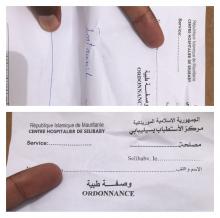 République Islamique de Mauritanie
CENTRE HOSPITALIER DE SELIBABY
Service:
وصفة طبية
ORDONNANCE
République Islamique de Mauritanie
CENTRE HOSPITALIER DE SELIBABY
Service:
الجمهورية الإسلامية الموريتانية
مركز الاستطباب بسيلبابي
مصلحة
Selibaby, le
الاسم واللقب
وصفة طبية
ORDONNANCE